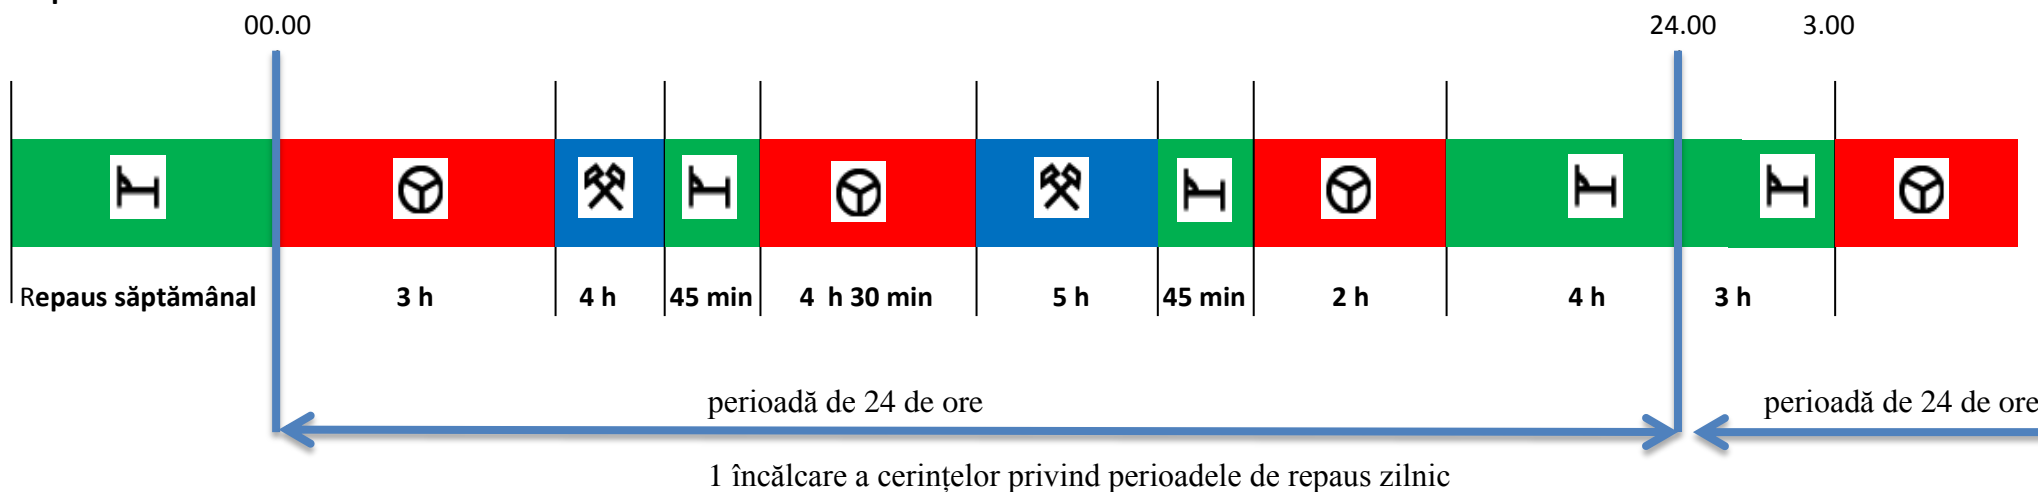 00.00 24.00 3.00
Repaus săptămânal 3 h 4 h 45 min 4 h 30 min 5 h 45 min 2 h 4 h 3 h
perioadă de 24 de ore perioadă de 24 de ore
1 încălcare a cerințelor privind perioadele de repaus zilnic